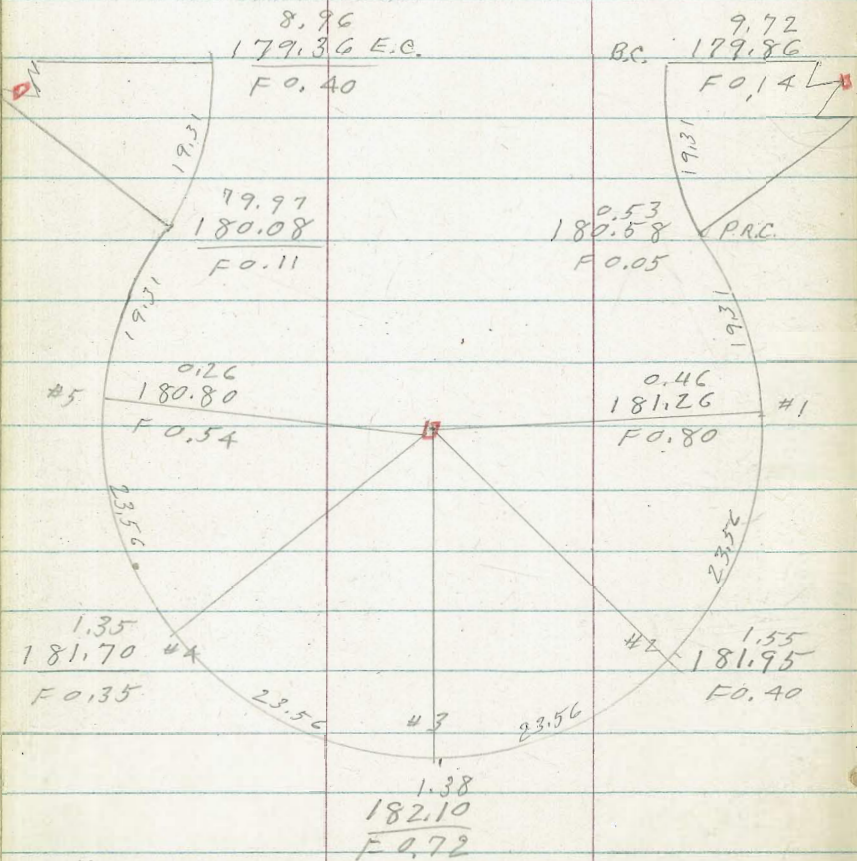 8.96
179.36 E.C.
F 0.40
9.72
B.C. 179.86
F 0.14
19.31
19.31
79.97
180.08
F 0.11
0.53
180.58 P.R.C.
F 0.05
19.31
19.31
0.26
#5 180.80
F 0.54
0.46
181.26 #1
F 0.80
23.56
23.56
1.35
181.70 #4
F 0.35
1.55
#2 181.95
F 0.40
23.56
23.56
#3
1.38
182.10
F 0.72